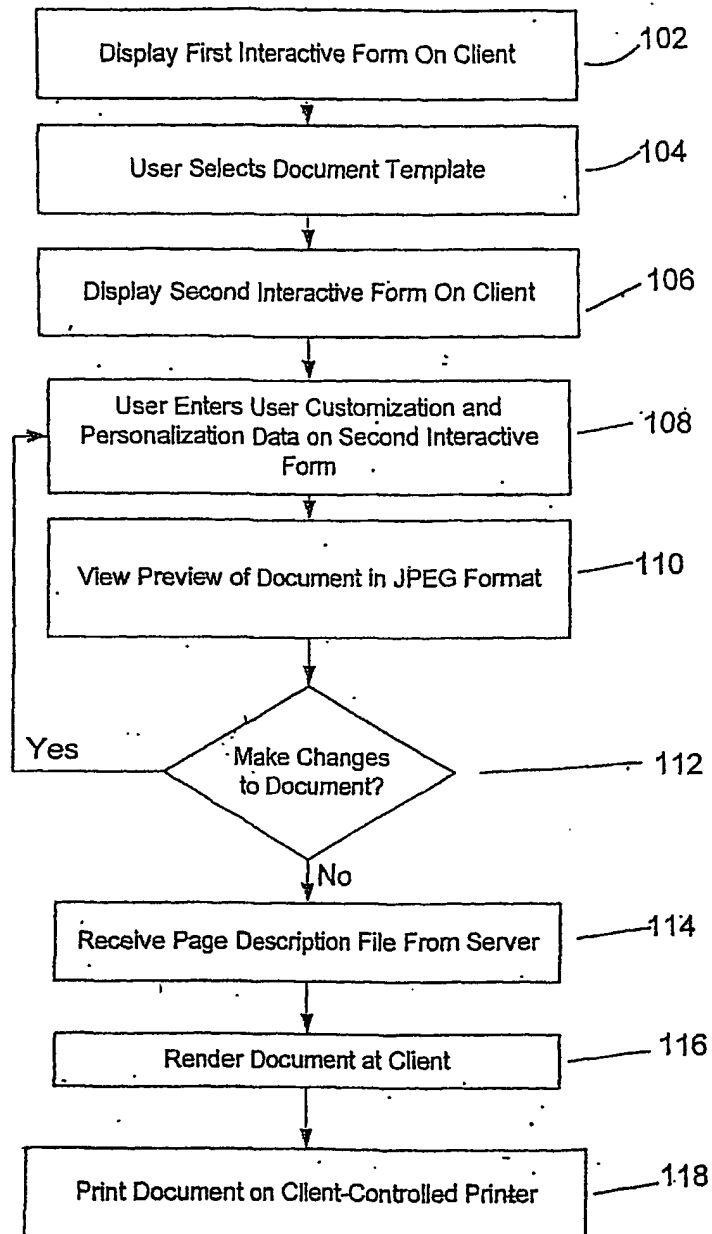 Display First Interactive Form On Client
102
User Selects Document Template
104
Display Second Interactive Form On Client
106
User Enters User Customization and
Personalization Data on Second Interactive
Form
108
View Preview of Document in JPEG Format
110
Yes
Make Changes
to Document?
112
No
Receive Page Description File From Server
114
Render Document at Client
116
Print Document on Client-Controlled Printer
118